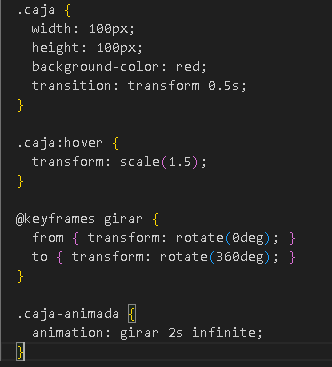 .caja {
  width: 100px;
  height: 100px;
  background-color: red;
  transition: transform 0.5s;
}

.caja:hover {
  transform: scale(1.5);
}

@keyframes girar {
  from { transform: rotate(0deg); }
  to { transform: rotate(360deg); }
}

.caja-animada {
  animation: girar 2s infinite;
}